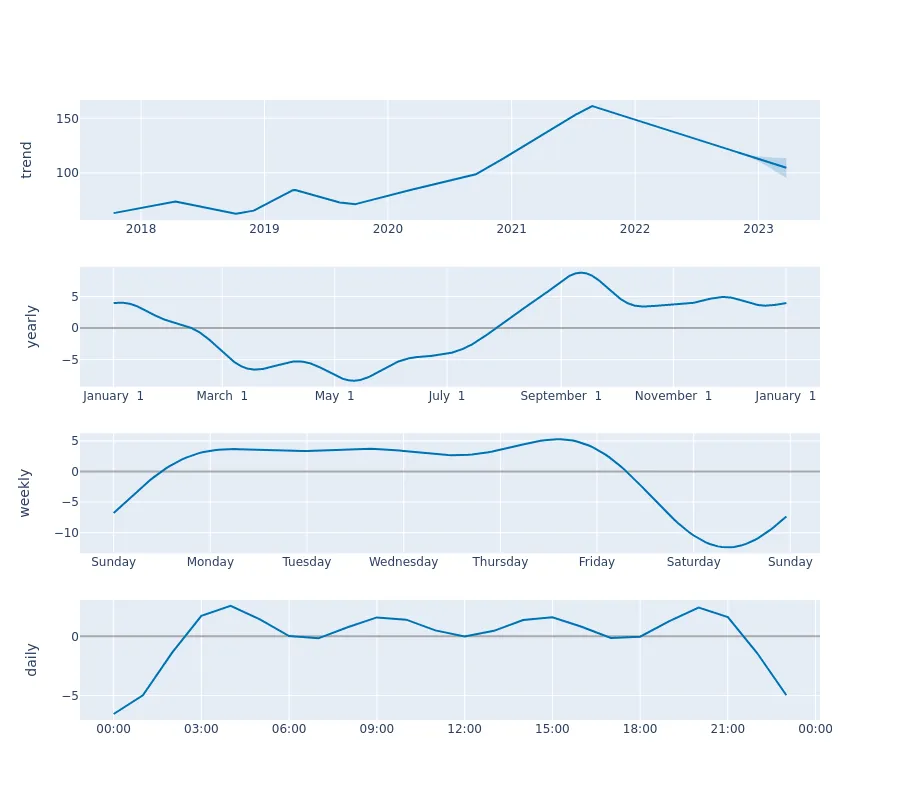 trend
150
100
2018 2019 2020 2021 2022 2023
yearly
5
0
−5
January 1 March 1 May 1 July 1 September 1 November 1 January 1
weekly
5
0
−5
−10
Sunday Monday Tuesday Wednesday Thursday Friday Saturday Sunday
daily
0
−5
00:00 03:00 06:00 09:00 12:00 15:00 18:00 21:00 00:00